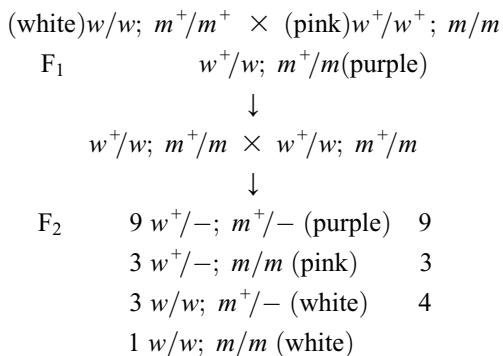 (white)w/w; m⁺/m⁺ × (pink)w⁺/w⁺; m/m
F₁ w⁺/w; m⁺/m(purple)
↓
w⁺/w; m⁺/m × w⁺/w; m⁺/m
↓
F₂ 9 w⁺/−; m⁺/− (purple) 9
3 w⁺/−; m/m (pink) 3
3 w/w; m⁺/− (white) 4
1 w/w; m/m (white)